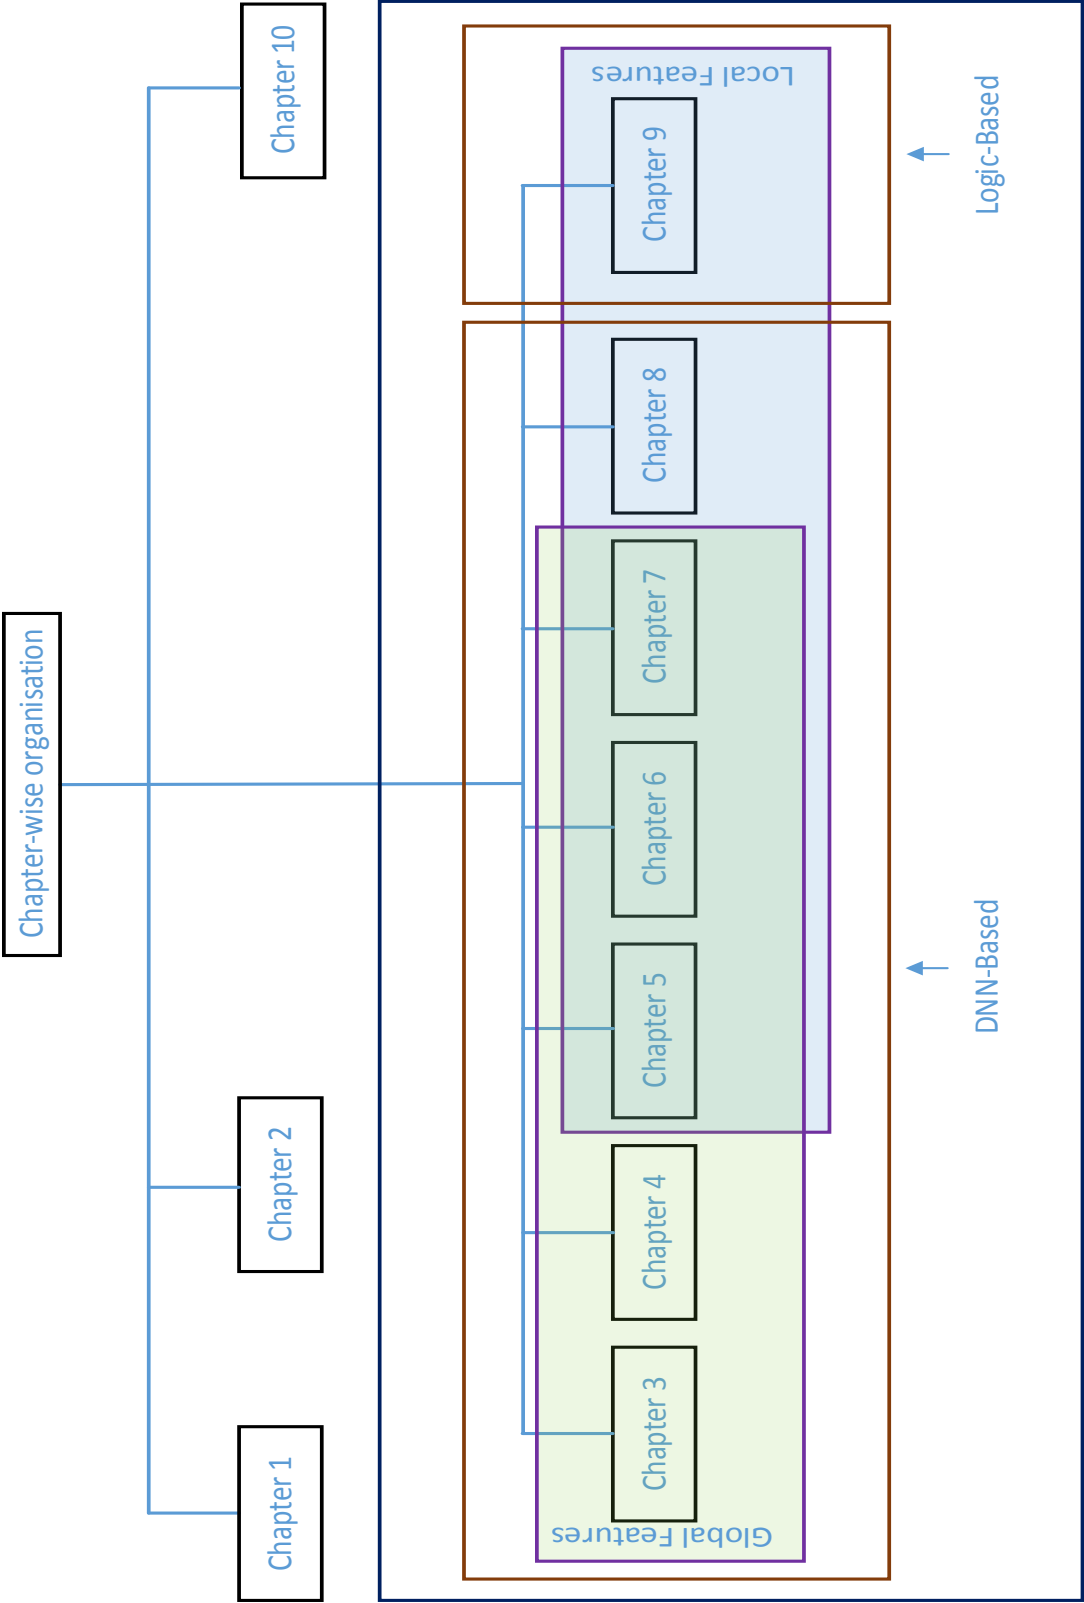 Chapter-wise organisation
Chapter 1
Chapter 2
Chapter 10
Global Features
Local Features
Chapter 3
Chapter 4
Chapter 5
Chapter 6
Chapter 7
Chapter 8
Chapter 9
DNN-Based
Logic-Based